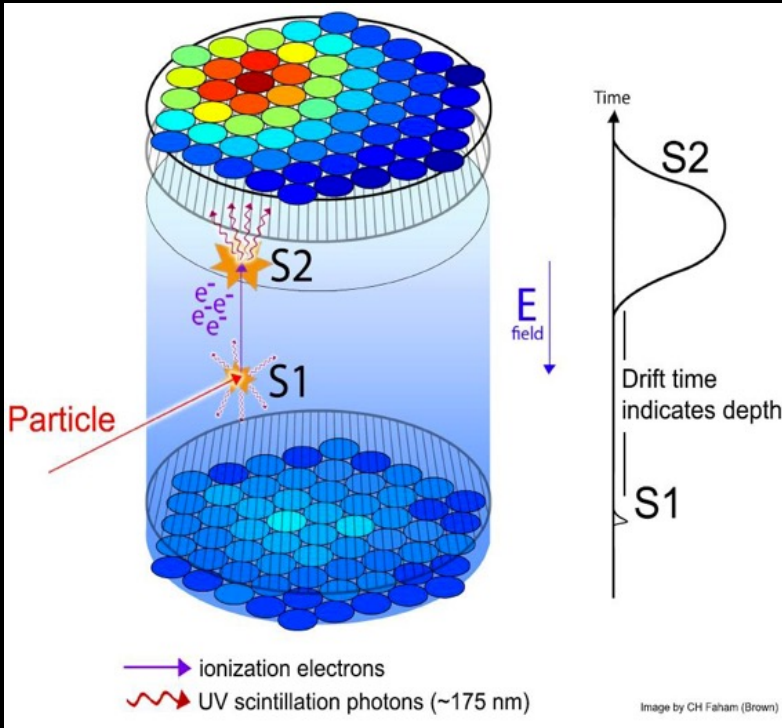 Time
S2
S2
e-
e- e-
e-
E
field
S1
Drift time
indicates depth
Particle
S1
ionization electrons
UV scintillation photons (~175 nm)
Image by CH Faham (Brown)